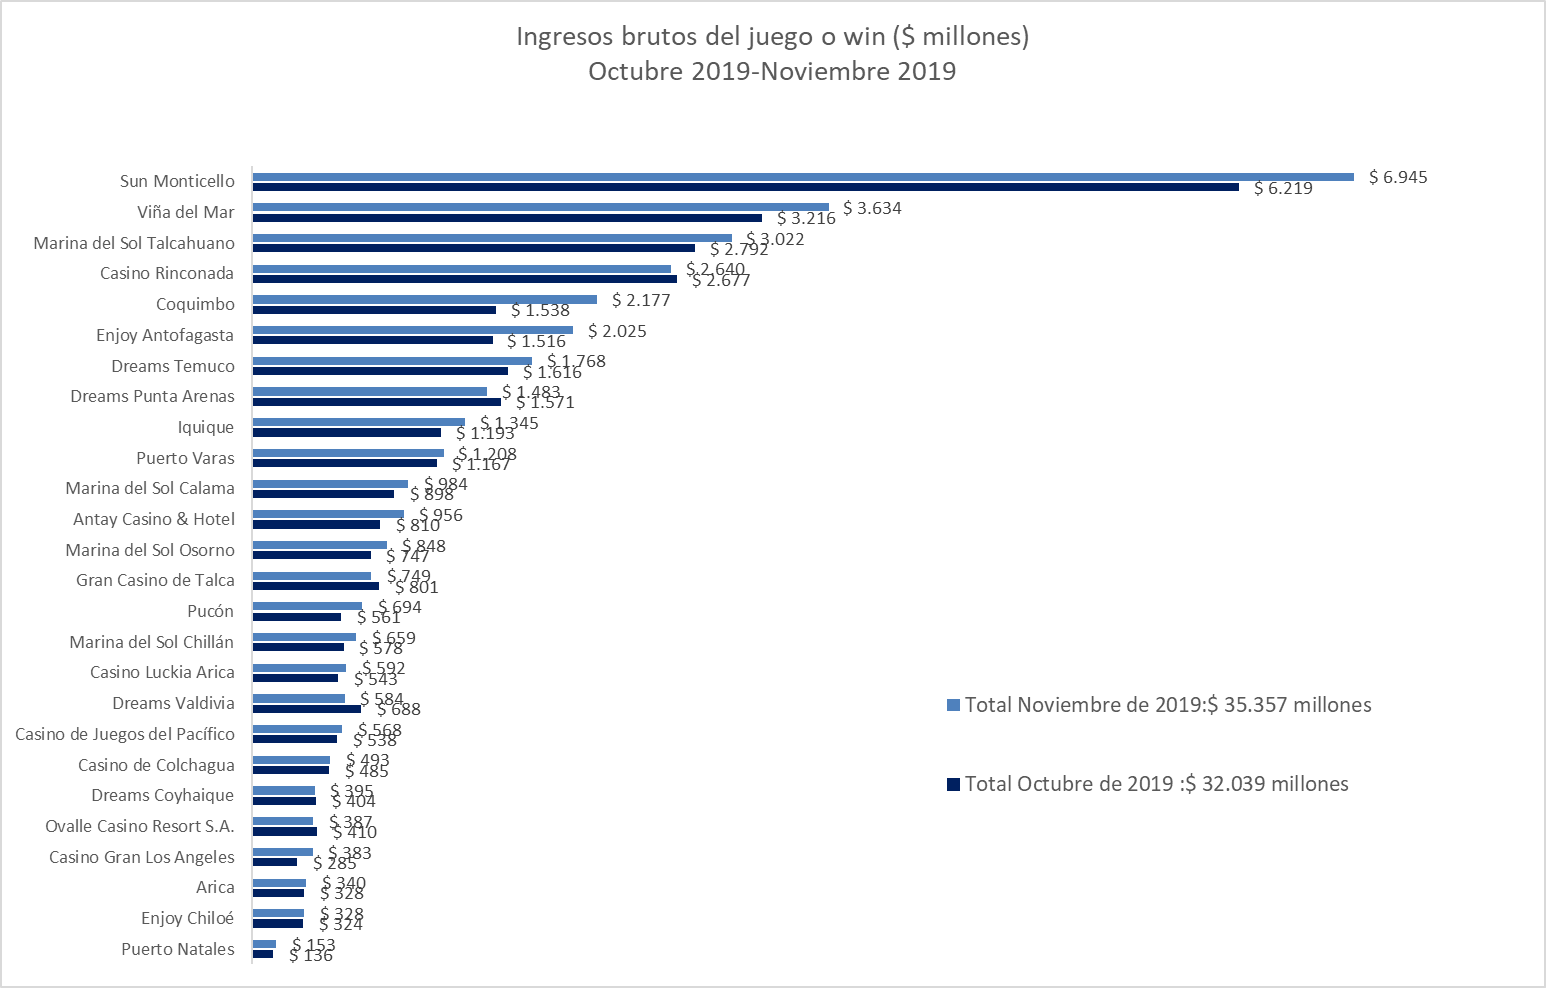 Ingresos brutos del juego o win ($ millones)
Octubre 2019-Noviembre 2019
Sun Monticello
$ 6.945
$ 6.219
Viña del Mar
$ 3.634
$ 3.216
Marina del Sol Talcahuano
$ 3.022
$ 2.792
Casino Rinconada
$ 2.640
$ 2.677
Coquimbo
$ 2.177
$ 1.538
Enjoy Antofagasta
$ 2.025
$ 1.516
Dreams Temuco
$ 1.768
$ 1.616
Dreams Punta Arenas
$ 1.483
$ 1.571
Iquique
$ 1.345
$ 1.193
Puerto Varas
$ 1.208
$ 1.167
Marina del Sol Calama
$ 984
$ 898
Antay Casino & Hotel
$ 956
$ 810
Marina del Sol Osorno
$ 848
$ 747
Gran Casino de Talca
$ 749
$ 801
Pucón
$ 694
$ 561
Marina del Sol Chillán
$ 659
$ 578
Casino Luckia Arica
$ 592
$ 543
Dreams Valdivia
$ 584
$ 688
Casino de Juegos del Pacífico
$ 568
$ 538
Casino de Colchagua
$ 493
$ 485
Dreams Coyhaique
$ 395
$ 404
Ovalle Casino Resort S.A.
$ 387
$ 410
Casino Gran Los Angeles
$ 383
$ 285
Arica
$ 340
$ 328
Enjoy Chiloé
$ 328
$ 324
Puerto Natales
$ 153
$ 136
Total Noviembre de 2019:$ 35.357 millones
Total Octubre de 2019 :$ 32.039 millones